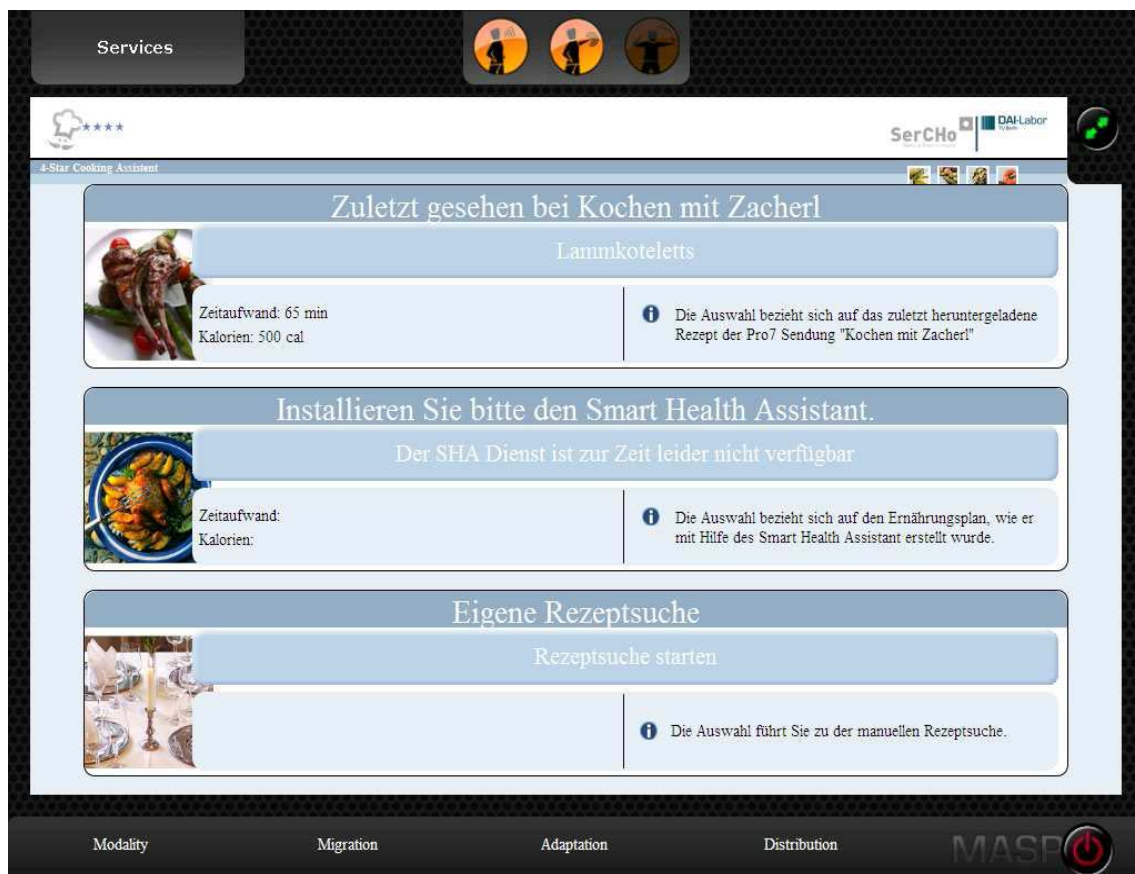 Services
****
SerCHo
DAI-Labor
TU Berlin
4-Star Cooking Assistent
Zuletzt gesehen bei Kochen mit Zacherl
Lammkoteletts
Zeitaufwand: 65 min
Kalorien: 500 cal
Die Auswahl bezieht sich auf das zuletzt heruntergeladene
Rezept der Pro7 Sendung "Kochen mit Zacherl"
Installieren Sie bitte den Smart Health Assistant.
Der SHA Dienst ist zur Zeit leider nicht verfügbar
Zeitaufwand:
Kalorien:
Die Auswahl bezieht sich auf den Ernährungsplan, wie er
mit Hilfe des Smart Health Assistant erstellt wurde.
Eigene Rezeptsuche
Rezeptsuche starten
Die Auswahl führt Sie zu der manuellen Rezeptsuche.
Modality
Migration
Adaptation
Distribution
MASP